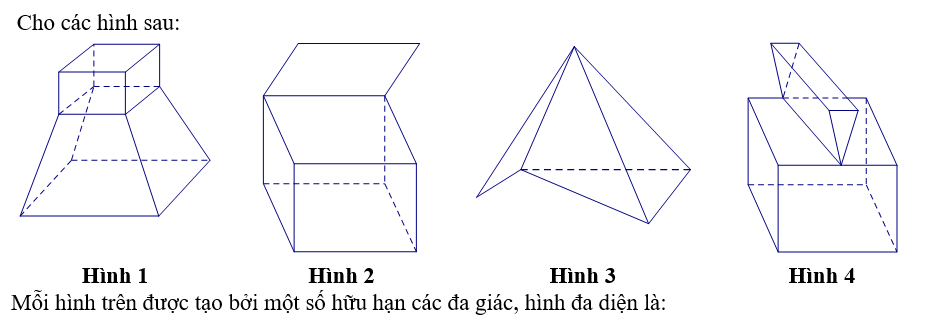 Cho các hình sau:
Hình 1 Hình 2 Hình 3 Hình 4
Mỗi hình trên được tạo bởi một số hữu hạn các đa giác, hình đa diện là: